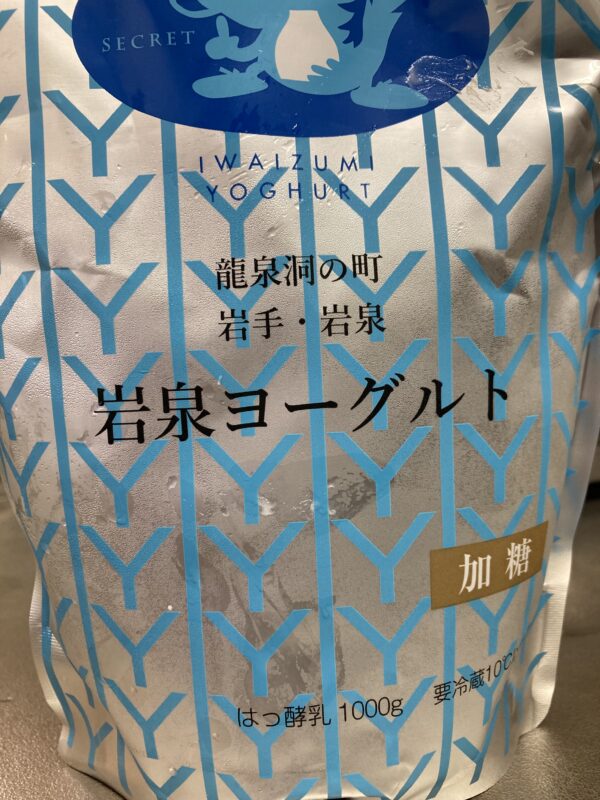 SECRET
IWAIZUMI
YOGHURT
龍泉洞の町
岩手・岩泉
岩泉ヨーグルト
加糖
はっ酵乳 1000g
要冷蔵10℃